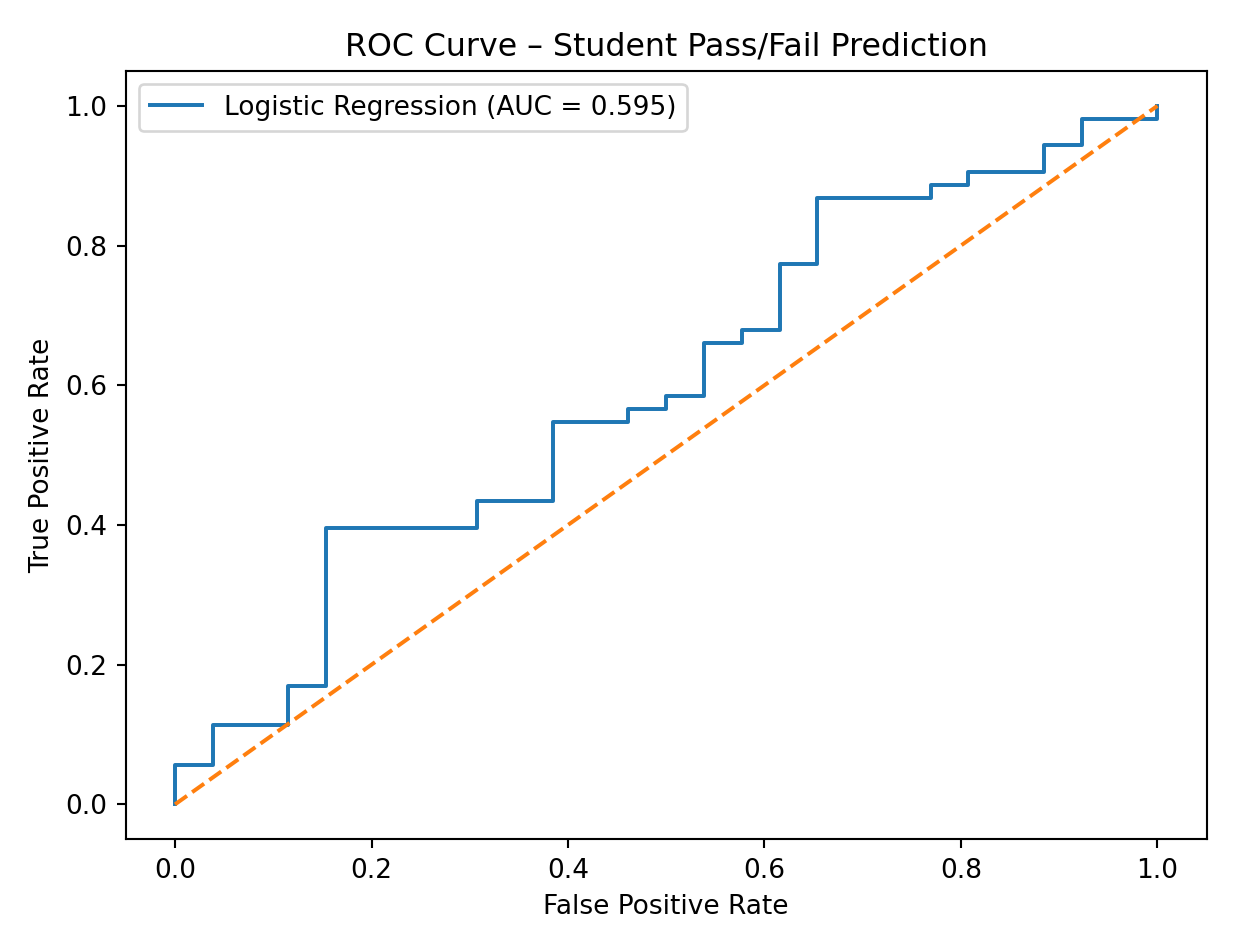 ROC Curve – Student Pass/Fail Prediction
Logistic Regression (AUC = 0.595)
True Positive Rate
1.0
0.8
0.6
0.4
0.2
0.0
0.0 0.2 0.4 0.6 0.8 1.0
False Positive Rate